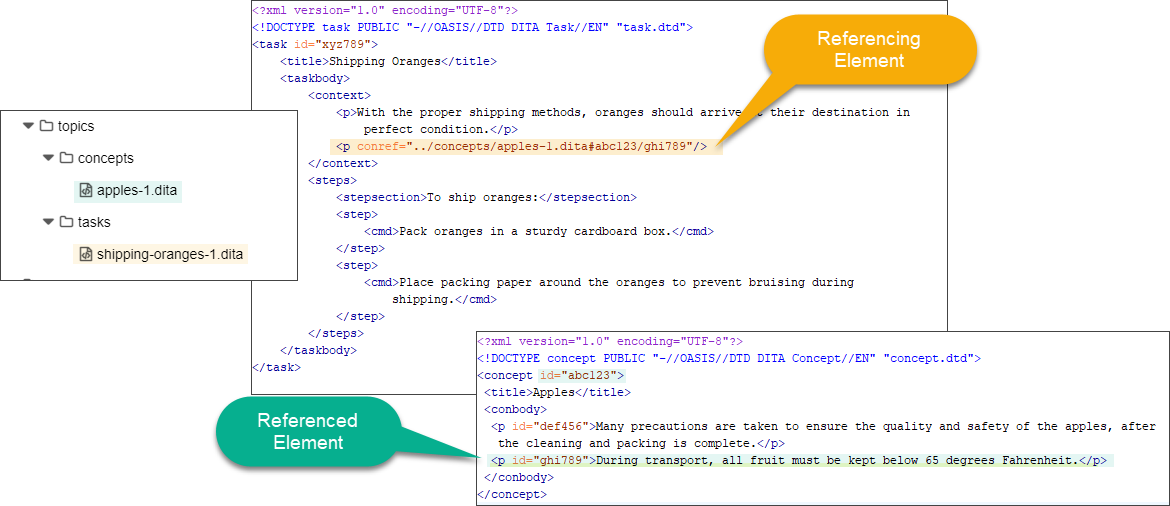 <?xml version="1.0" encoding="UTF-8"?>
<!DOCTYPE task PUBLIC "-//OASIS//DTD DITA Task//EN" "task.dtd">
<task id="xyz789">
<title>Shipping Oranges</title>
<taskbody>
<context>
<p>With the proper shipping methods, oranges should arrive their destination in
perfect condition.</p>
<p conref="../concepts/apples-1.dita#abc123/ghi789"/>
</context>
<steps>
<stepsection>To ship oranges:</stepsection>
<step>
<cmd>Pack oranges in a sturdy cardboard box.</cmd>
</step>
<step>
<cmd>Place packing paper around the oranges to prevent bruising during
shipping.</cmd>
</step>
</steps>
</taskbody>
</task>
Referencing
Element
topics
concepts
apples-1.dita
tasks
shipping-oranges-1.dita
Referenced
Element
<?xml version="1.0" encoding="UTF-8"?>
<!DOCTYPE concept PUBLIC "-//OASIS//DTD DITA Concept//EN" "concept.dtd">
<concept id="abc123">
<title>Apples</title>
<conbody>
<p id="def456">Many precautions are taken to ensure the quality and safety of the apples, after
the cleaning and packing is complete.</p>
<p id="ghi789">During transport, all fruit must be kept below 65 degrees Fahrenheit.</p>
</conbody>
</concept>